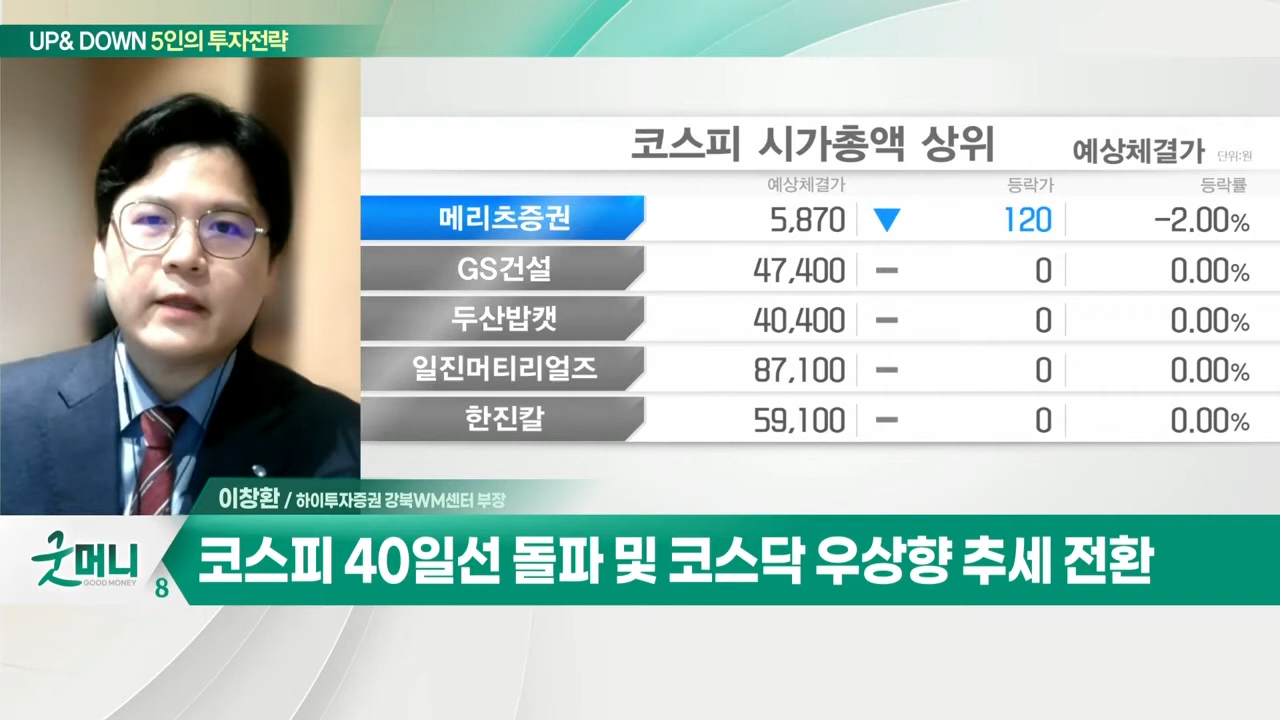 UP& DOWN 5인의 투자전략
코스피 시가총액 상위 예상체결가 단위:원
예상체결가 등락가 등락률
메리츠증권 5,870 ▼ 120 -2.00%
GS건설 47,400 - 0 0.00%
두산밥캣 40,400 - 0 0.00%
일진머티리얼즈 87,100 - 0 0.00%
한진칼 59,100 - 0 0.00%
이창환 / 하이투자증권 강북WM센터 부장
굿머니
GOOD MONEY
8
코스피 40일선 돌파 및 코스닥 우상향 추세 전환